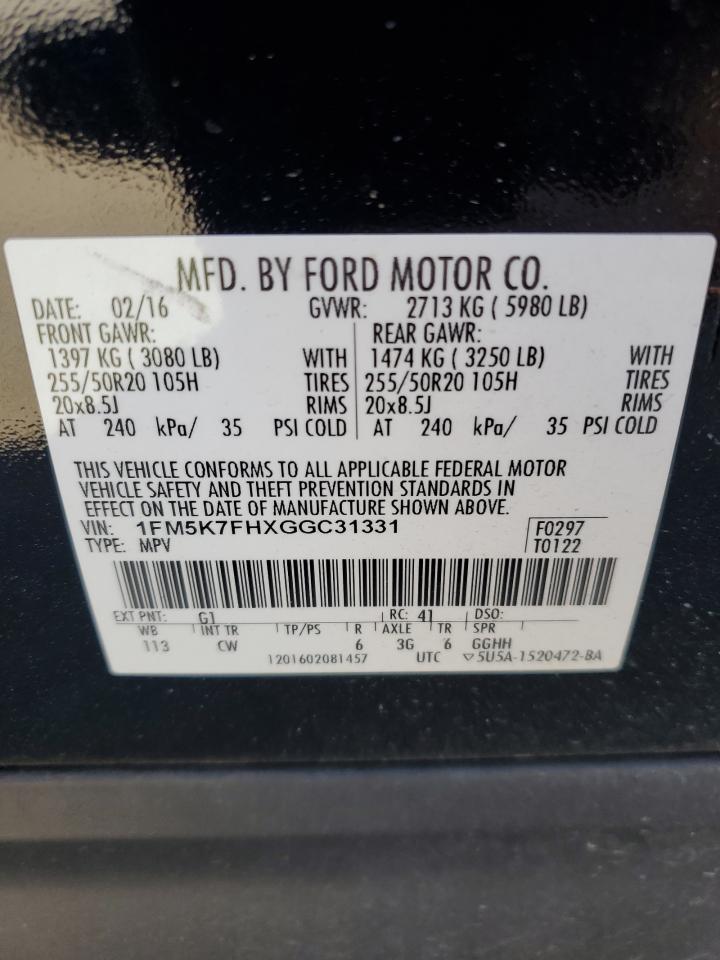 MFD. BY FORD MOTOR CO.
DATE: 02/16 GVWR: 2713 KG ( 5980 LB)
FRONT GAWR: REAR GAWR:
1397 KG ( 3080 LB) WITH 1474 KG ( 3250 LB) WITH
255/50R20 105H TIRES 255/50R20 105H TIRES
20x8.5J RIMS 20x8.5J RIMS
AT 240 kPa/ 35 PSI COLD AT 240 kPa/ 35 PSI COLD
THIS VEHICLE CONFORMS TO ALL APPLICABLE FEDERAL MOTOR
VEHICLE SAFETY AND THEFT PREVENTION STANDARDS IN
EFFECT ON THE DATE OF MANUFACTURE SHOWN ABOVE.
VIN: 1FM5K7FHXGGC31331 F0297
TYPE: MPV T0122
EXT PNT: G1 RC: 41 DSO:
WB INT TR TP/PS R AXLE TR SPR
113 CW 6 3G 6 GGHH
1201602081457 UTC ▽5U5A-1520472-BA